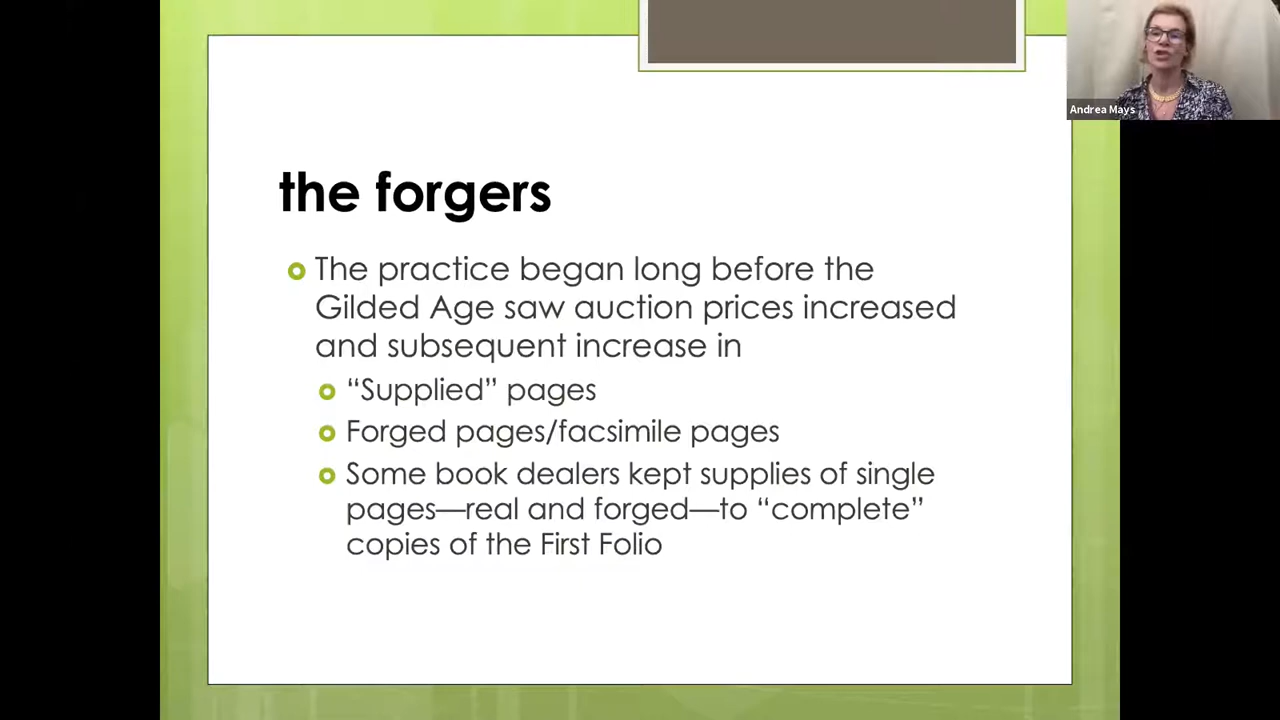 Andrea Mays
the forgers
The practice began long before the
Gilded Age saw auction prices increased
and subsequent increase in
“Supplied” pages
Forged pages/facsimile pages
Some book dealers kept supplies of single
pages—real and forged—to “complete”
copies of the First Folio